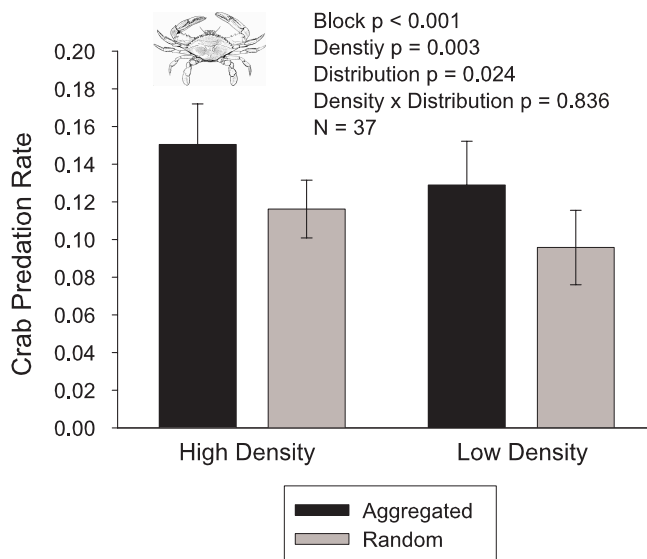 Block p < 0.001
Denstiy p = 0.003
Distribution p = 0.024
Density x Distribution p = 0.836
N = 37
Crab Predation Rate
0.20
0.18
0.16
0.14
0.12
0.10
0.08
0.06
0.04
0.02
0.00
High Density
Low Density
Aggregated
Random